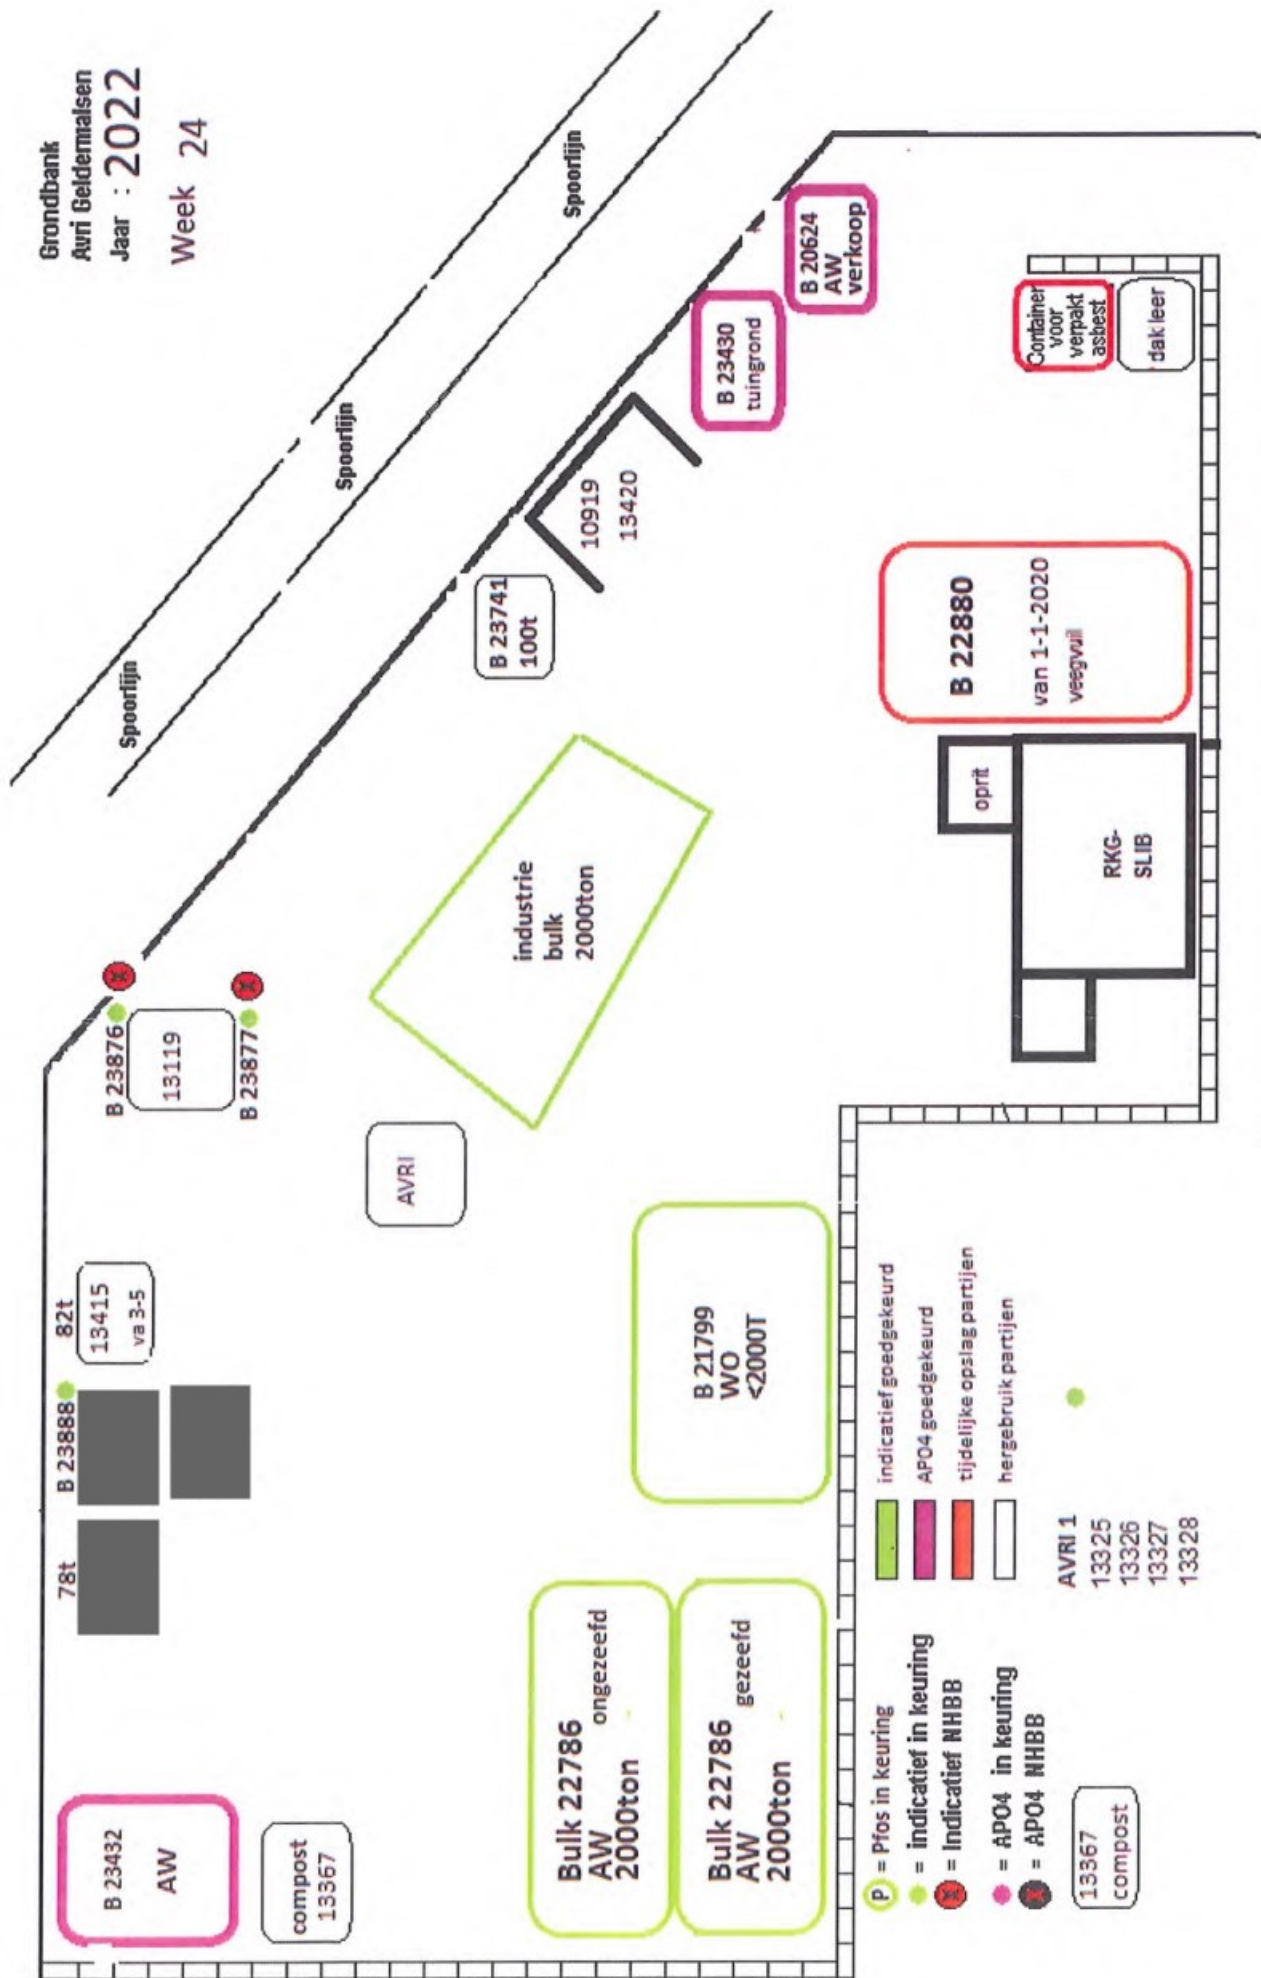 Grondbank
Avri Geldermalsen
Jaar : 2022
Week 24
Spoorlijn
Spoorlijn
Spoorlijn
B 23432
AW
compost
13367
78t
B 23888
82t
13415
va 3-5
B 23876
13119
B 23877
AVRI
industrie
bulk
2000ton
B 23741
100t
10919
13420
B 23430
tuingrond
B 20624
AW
verkoop
Bulk 22786
AW ongezeefd
2000ton
Bulk 22786
AW gezeefd
2000ton
B 21799
WO
<2000T
oprit
RKG-
SLIB
B 22880
van 1-1-2020
veegvuil
Container
voor
verpakt
asbest
dakleer
P = Pfos in keuring
= indicatief in keuring
X = Indicatief NHBB
= AP04 in keuring
X = AP04 NHBB
13367
compost
indicatief goedgekeurd
AP04 goedgekeurd
tijdelijke opslag partijen
hergebruik partijen
AVRI 1
13325
13326
13327
13328